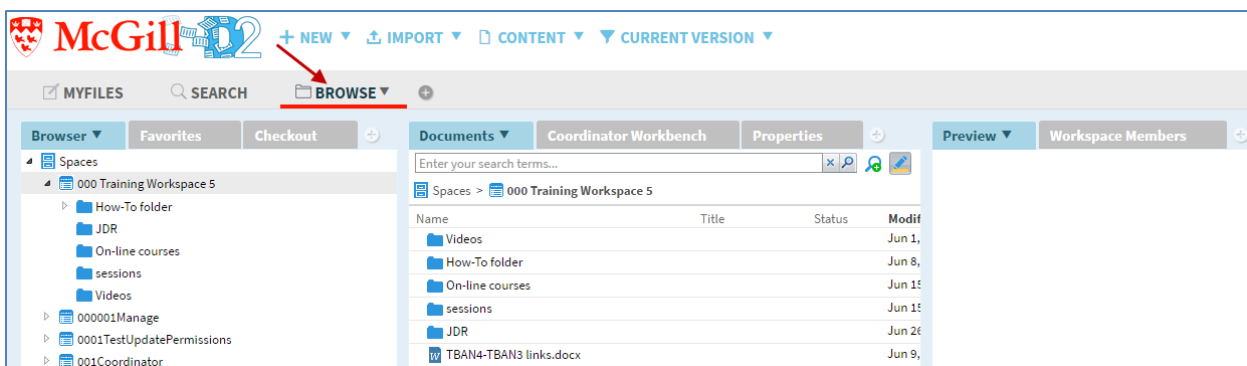 McGill D2 + NEW ▼ IMPORT ▼ CONTENT ▼ CURRENT VERSION ▼
MYFILES SEARCH BROWSE ▼
Browser ▼ Favorites Checkout Documents ▼ Coordinator Workbench Properties Preview ▼ Workspace Members
Spaces
000 Training Workspace 5
How-To folder
JDR
On-line courses
sessions
Videos
000001Manage
0001TestUpdatePermissions
001Coordinator
Enter your search terms...
Spaces > 000 Training Workspace 5
Name Title Status Modif
Videos Jun 1,
How-To folder Jun 8,
On-line courses Jun 15
sessions Jun 15
JDR Jun 26
TBAN4-TBAN3 links.docx Jun 9,